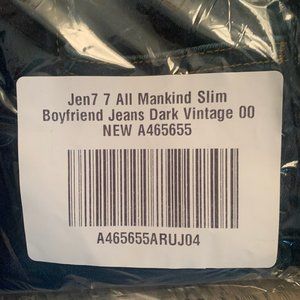 Jen7 7 All Mankind Slim
Boyfriend Jeans Dark Vintage 00
NEW A465655
A465655ARUJ04